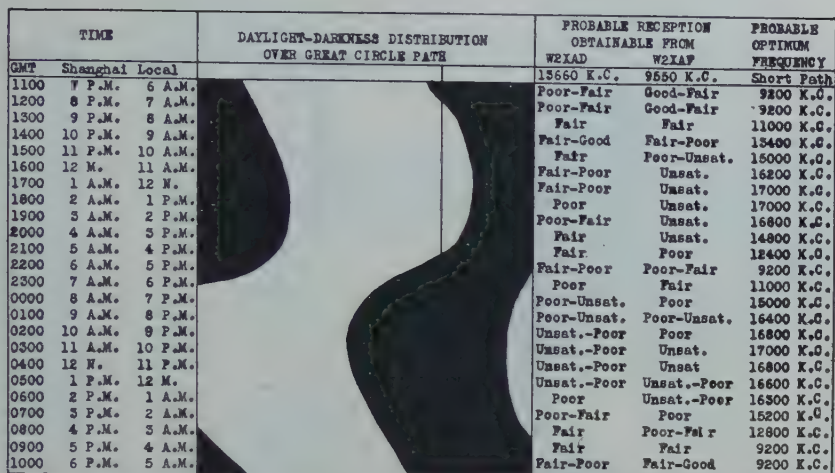 TIME DAYLIGHT-DARKNESS DISTRIBUTION PROBABLE RECEPTION PROBABLE
OVER GREAT CIRCLE PATH OBTAINABLE FROM OPTIMUM
W2XAD W2XAF FREQUENCY
GMT Shanghai Local 15660 K.C. 9550 K.C. Short Path
1100 7 P.M. 6 A.M. Poor-Fair Good-Fair 9200 K.C.
1200 8 P.M. 7 A.M. Poor-Fair Good-Fair 9200 K.C.
1300 9 P.M. 8 A.M. Fair Fair 11000 K.C.
1400 10 P.M. 9 A.M. Fair-Good Fair-Poor 13400 K.C.
1500 11 P.M. 10 A.M. Fair Poor-Unsat. 15000 K.C.
1600 12 M. 11 A.M. Fair-Poor Unsat. 16200 K.C.
1700 1 A.M. 12 N. Fair-Poor Unsat. 17000 K.C.
1800 2 A.M. 1 P.M. Poor Unsat. 17000 K.C.
1900 3 A.M. 2 P.M. Poor-Fair Unsat. 16800 K.C.
2000 4 A.M. 3 P.M. Fair Unsat. 14800 K.C.
2100 5 A.M. 4 P.M. Fair Poor 12400 K.C.
2200 6 A.M. 5 P.M. Fair-Poor Poor-Fair 9200 K.C.
2300 7 A.M. 6 P.M. Poor Fair 11000 K.C.
0000 8 A.M. 7 P.M. Poor-Unsat. Poor 15000 K.C.
0100 9 A.M. 8 P.M. Poor-Unsat. Poor-Unsat. 16400 K.C.
0200 10 A.M. 9 P.M. Unsat.-Poor Poor 16800 K.C.
0300 11 A.M. 10 P.M. Unsat.-Poor Unsat. 17000 K.C.
0400 12 N. 11 P.M. Unsat.-Poor Unsat 16800 K.C.
0500 1 P.M. 12 M. Unsat.-Poor Unsat.-Poor 16600 K.C.
0600 2 P.M. 1 A.M. Poor Unsat.-Poor 16300 K.C.
0700 3 P.M. 2 A.M. Poor-Fair Poor 15200 K.C.
0800 4 P.M. 3 A.M. Fair Poor-Fair 12800 K.C.
0900 5 P.M. 4 A.M. Fair Fair 9200 K.C.
1000 6 P.M. 5 A.M. Fair-Poor Fair-Good 9200 K.C.